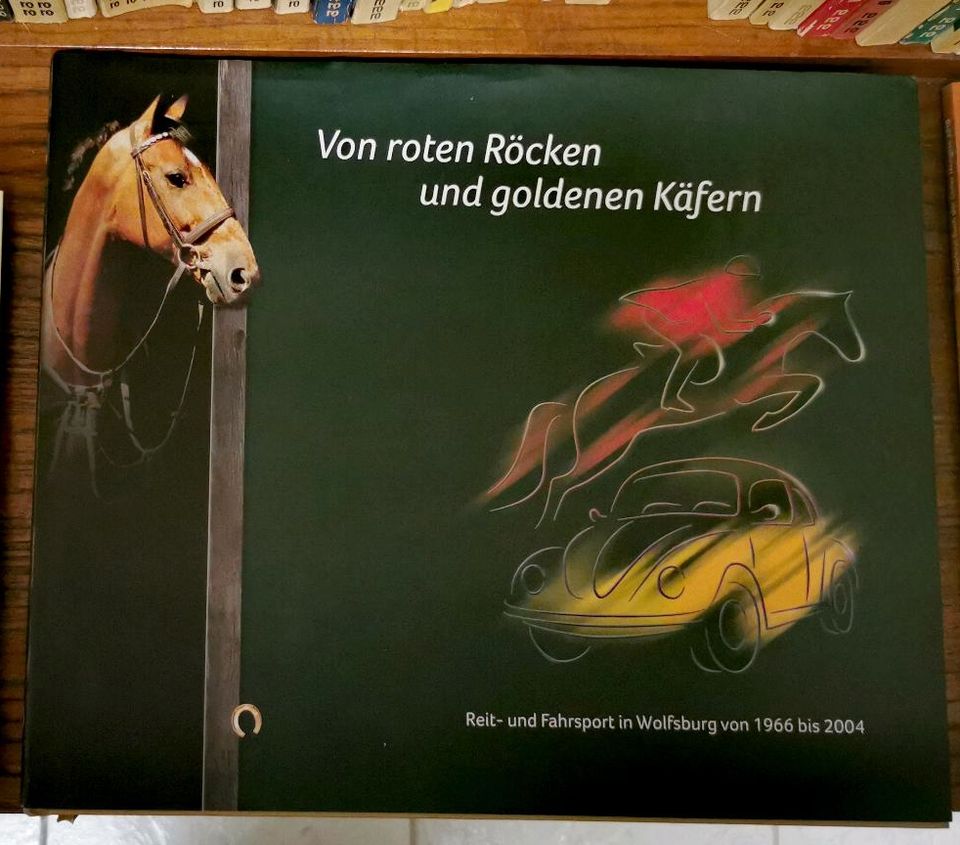 Von roten Röcken
und goldenen Käfern
Reit- und Fahrsport in Wolfsburg von 1966 bis 2004